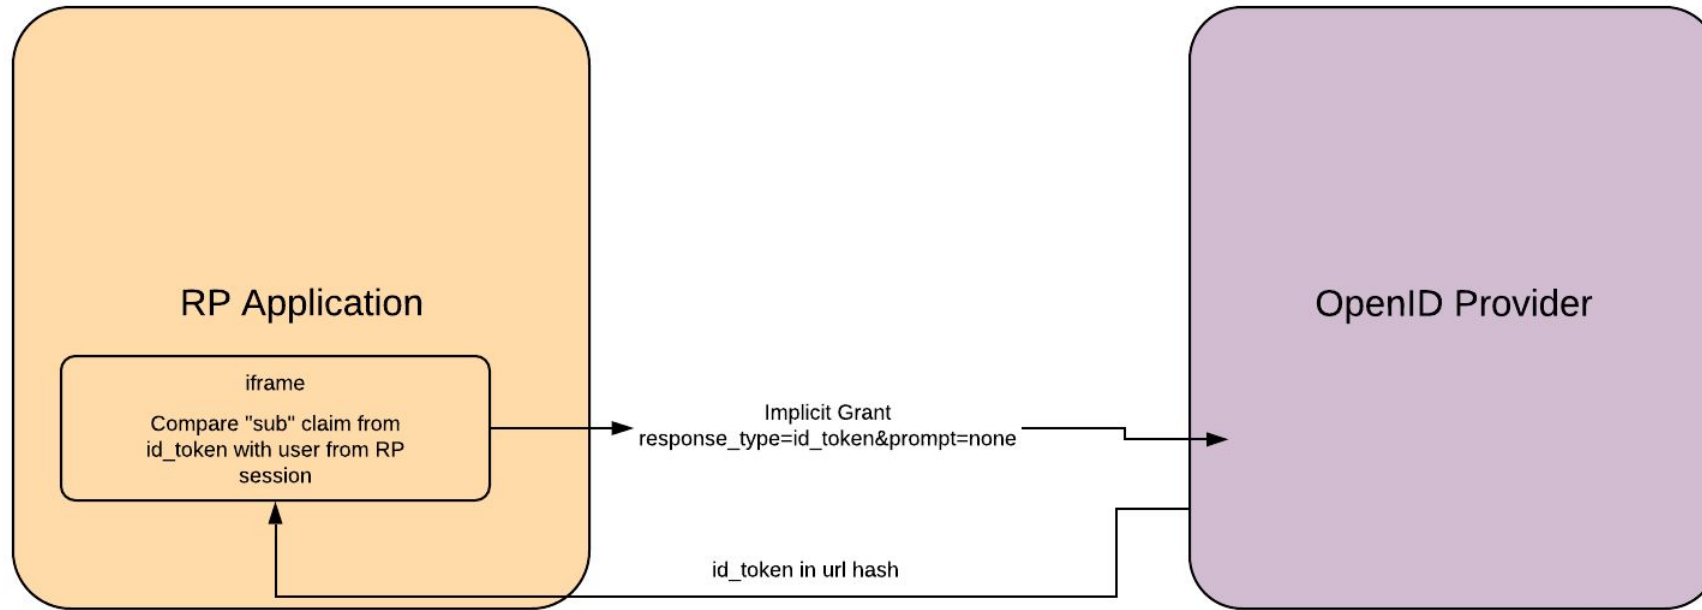 RP Application
iframe
Compare "sub" claim from
id_token with user from RP
session
Implicit Grant
response_type=id_token&prompt=none
OpenID Provider
id_token in url hash